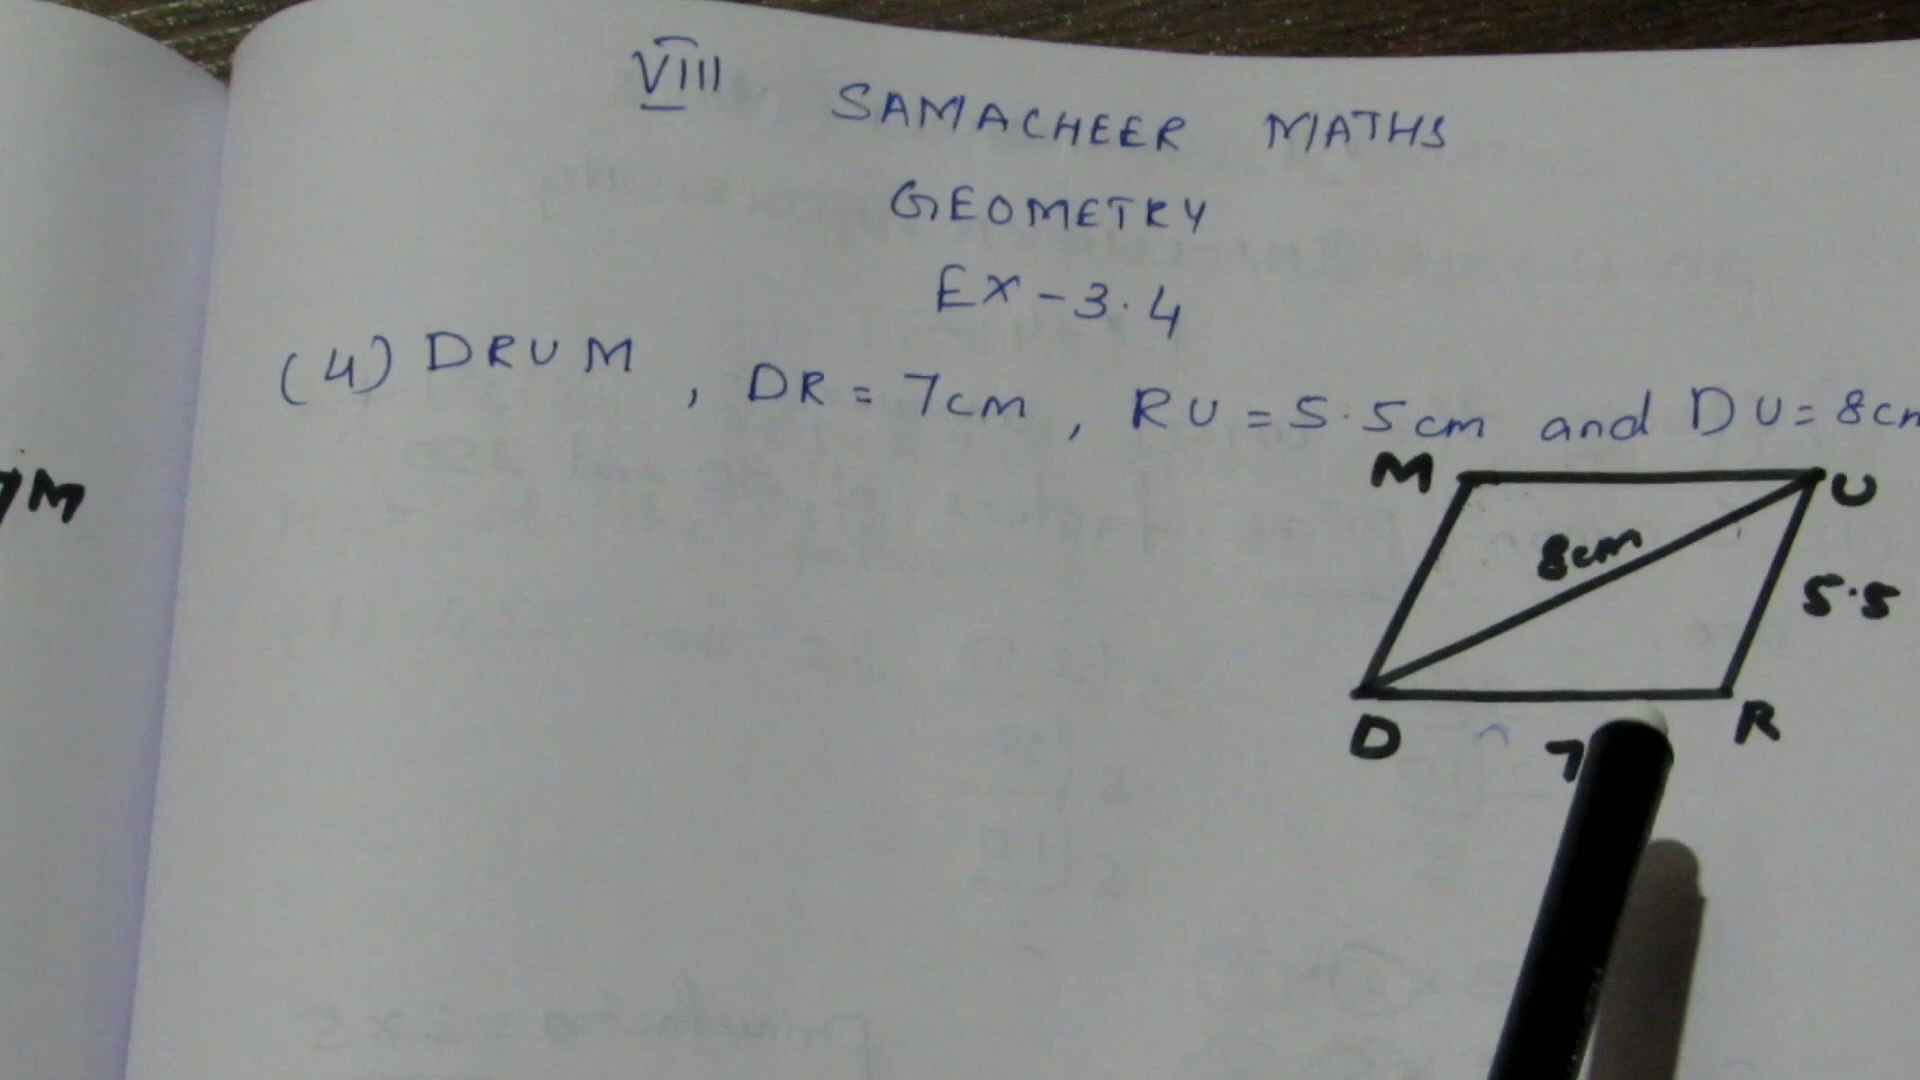 VIII SAMACHEER MATHS
GEOMETRY
EX-3.4
(4) DRUM, DR = 7cm, RU = 5.5cm and DU = 8cm
M U
8cm
5.5
D R
7